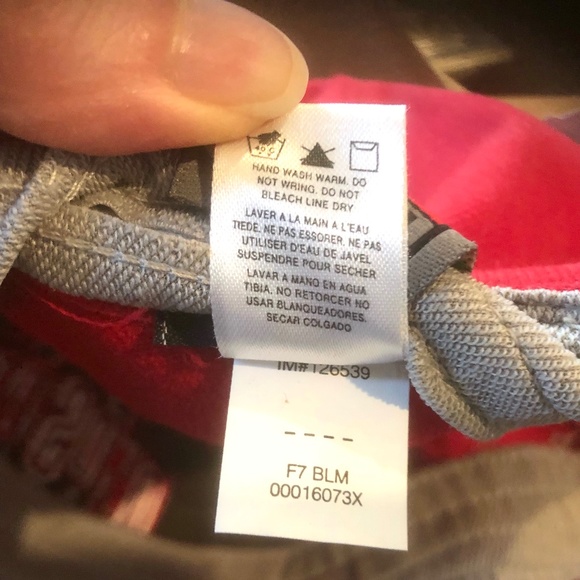 40°C
HAND WASH WARM. DO
NOT WRING. DO NOT
BLEACH LINE DRY
LAVER A LA MAIN A L'EAU
TIEDE. NE PAS ESSORER. NE PAS
UTILISER D'EAU DE JAVEL
SUSPENDRE POUR SECHER
LAVAR A MANO EN AGUA
TIBIA. NO RETORCER NO
USAR BLANQUEADORES.
SECAR COLGADO
IM#126539
----
F7 BLM
00016073X